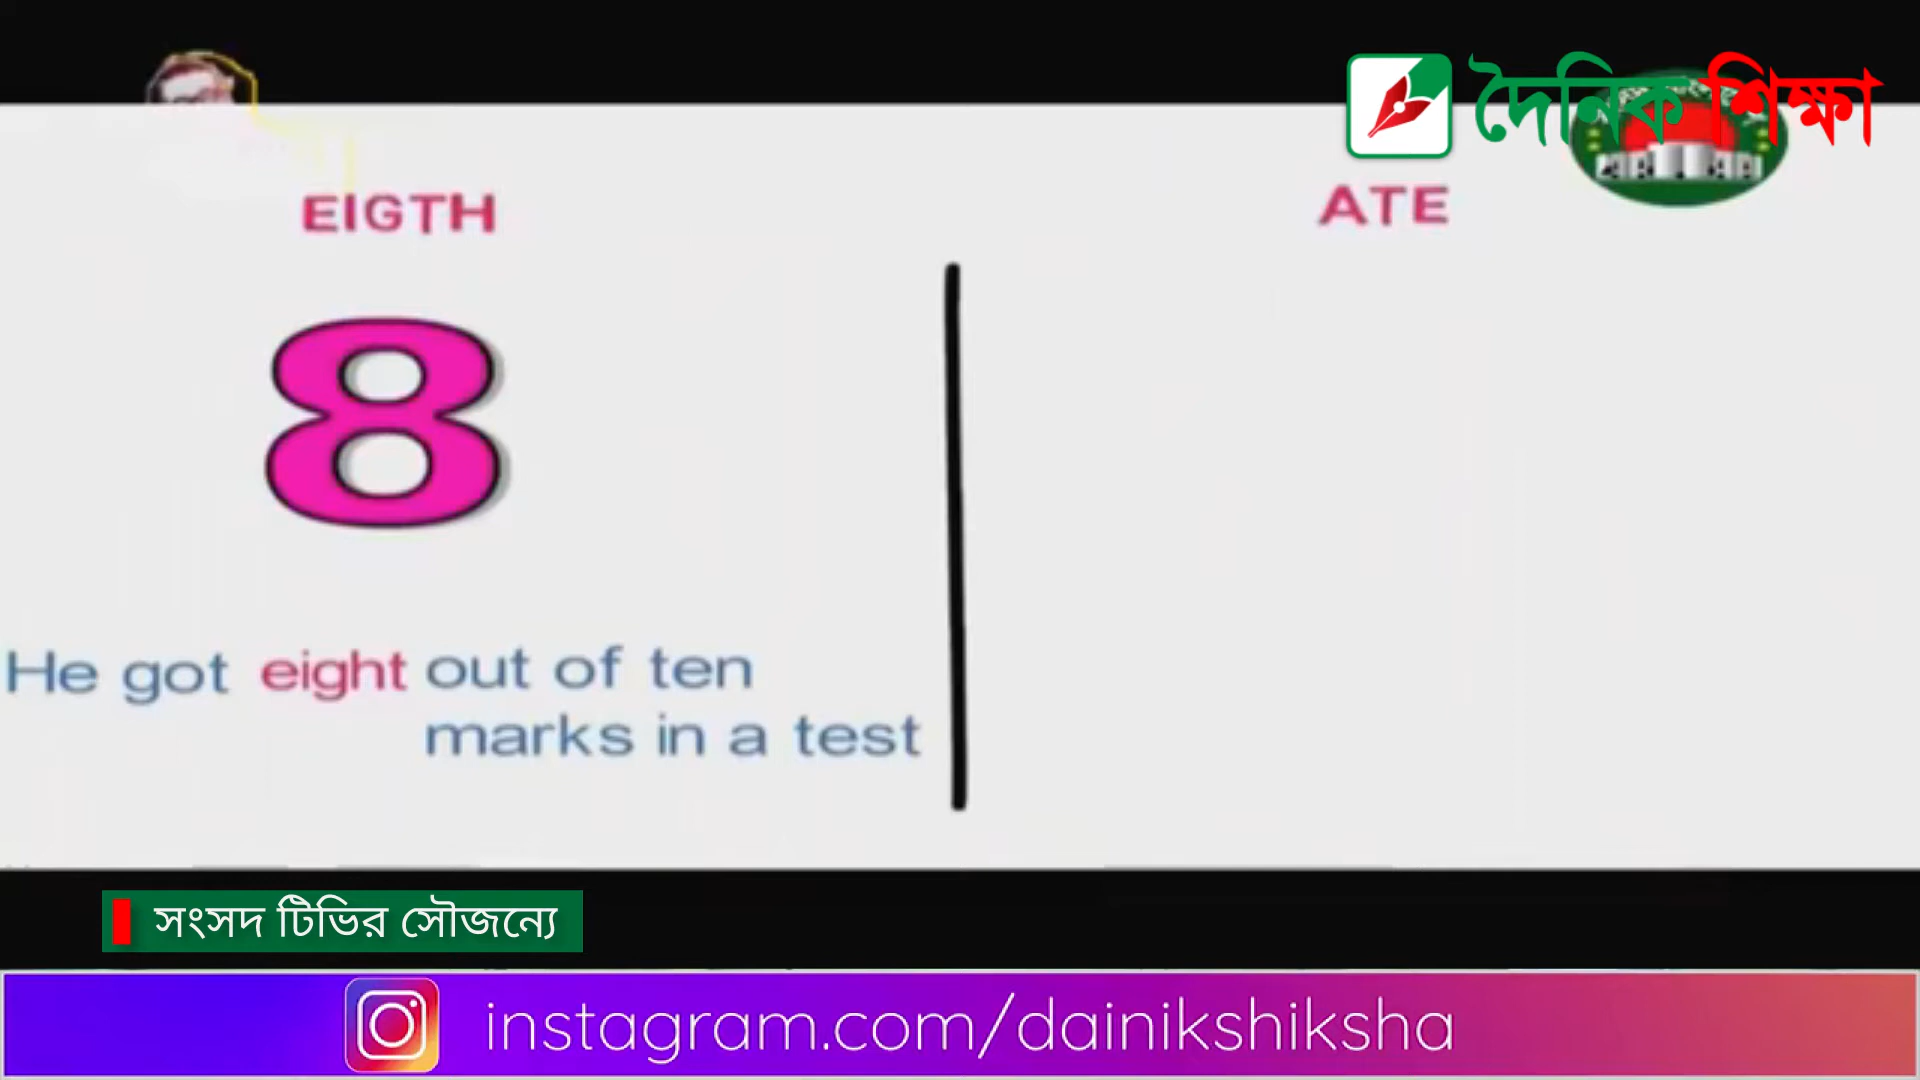 দৈনিক শিক্ষা
EIGTH
ATE
8
He got eight out of ten
marks in a test
সংসদ টিভির সৌজন্যে
instagram.com/dainikshiksha